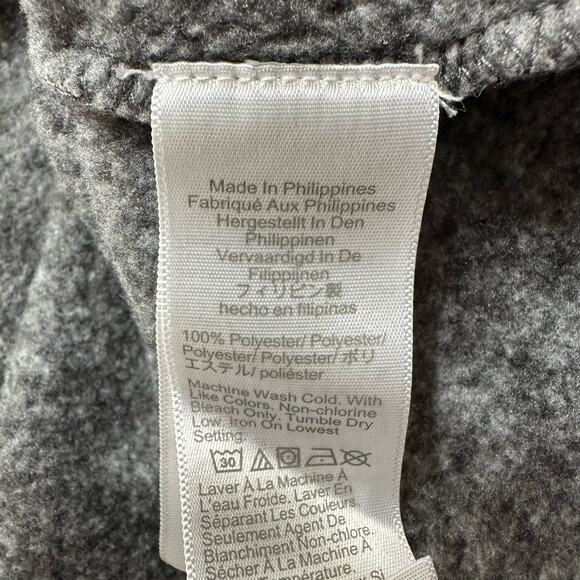 Made In Philippines
Fabriqué Aux Philippines
Hergestellt In Den
Philippinen
Vervaardigd In De
Filippijnen
フィリピン製
hecho en filipinas
100% Polyester/ Polyester/
Polyester/ Polyester/ ポリ
エステル/ poliéster
Machine Wash Cold. With
Like Colors. Non-chlorine
Bleach Only. Tumble Dry
Low. Iron On Lowest
Setting.
30
Laver À La Machine À
L'eau Froide. Laver En
Séparant Les Couleurs
Seulement Agent De
Blanchiment Non-chlore
Sécher À La Machine À
Température.
Si